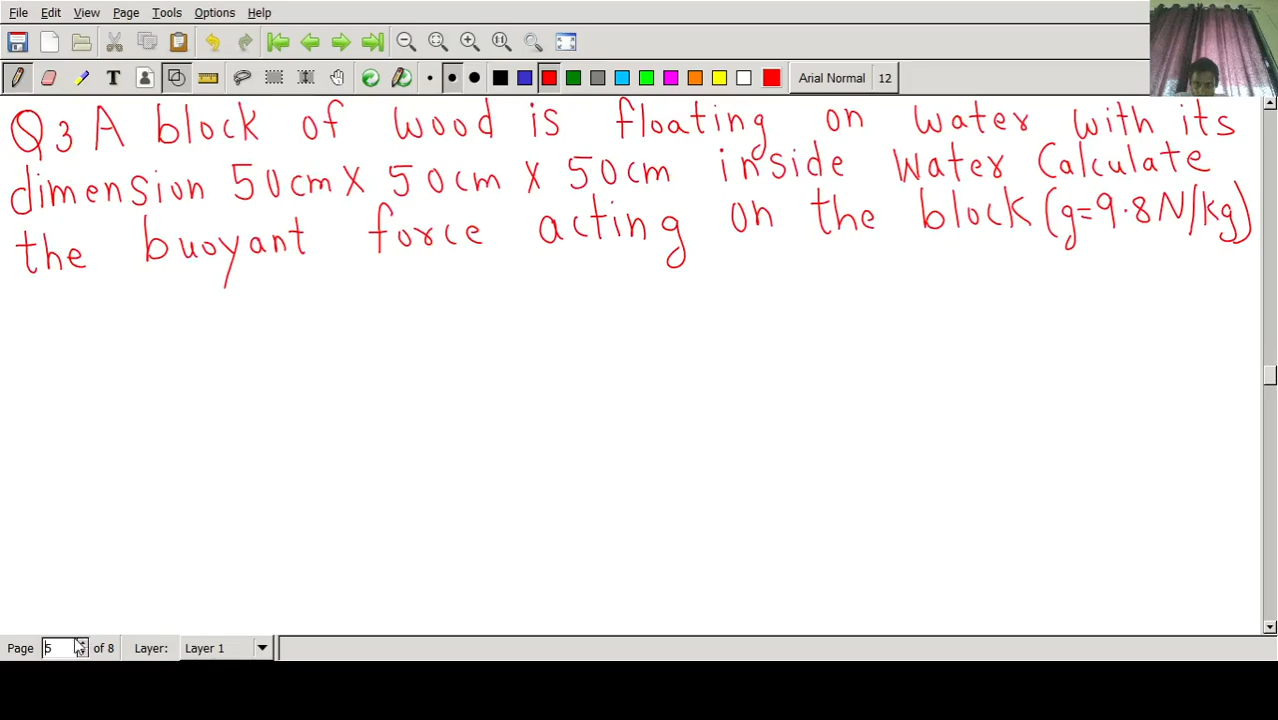 File Edit View Page Tools Options Help
Arial Normal 12
Q3 A block of wood is floating on water with its
dimension 50cm X 50cm X 50cm inside Water Calculate
the buoyant force acting on the block (g=9.8N/kg)
Page 5 of 8 Layer: Layer 1